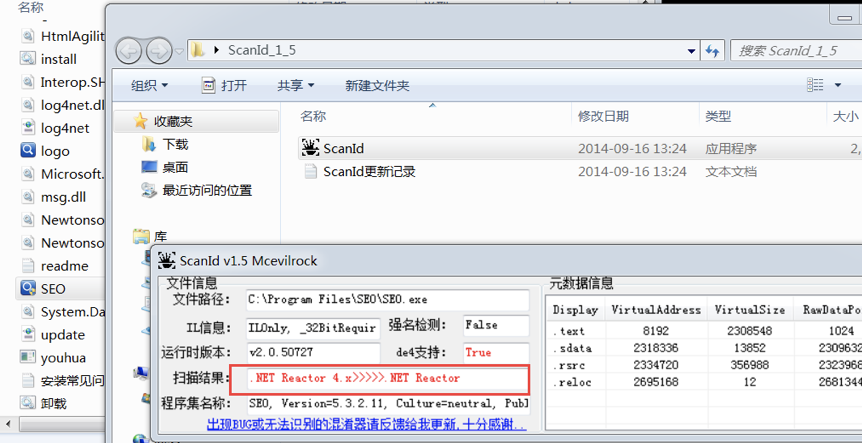 名称
HtmlAgilit
install
Interop.SH
log4net.dl
log4net
logo
Microsoft.
msg.dll
Newtonso
Newtonso
readme
SEO
System.Da
update
youhua
安装常见问
卸载
ScanId_1_5
搜索 ScanId_1_5
组织 打开 共享 新建文件夹
收藏夹
下载
桌面
最近访问的位置
库
名称 修改日期 类型 大小
ScanId 2014-09-16 13:24 应用程序 2,
ScanId更新记录 2014-09-16 13:24 文本文档
ScanId v1.5 Mcevilrock
文件信息
文件路径: C:\Program Files\SEO\SEO.exe
IL信息: ILOnly, _32BitRequir 强名检测: False
运行时版本: v2.0.50727 de4支持: True
扫描结果: .NET Reactor 4.x>>>>>.NET Reactor
程序集名称: SEO, Version=5.3.2.11, Culture=neutral, Publ
出现BUG或无法识别的混淆器请反馈给我更新,十分感谢..
元数据信息
Display VirtualAddress VirtualSize RawDataPo
.text 8192 2308548 1024
.sdata 2318336 13852 2309632
.rsrc 2334720 356988 2323968
.reloc 2695168 12 2681344